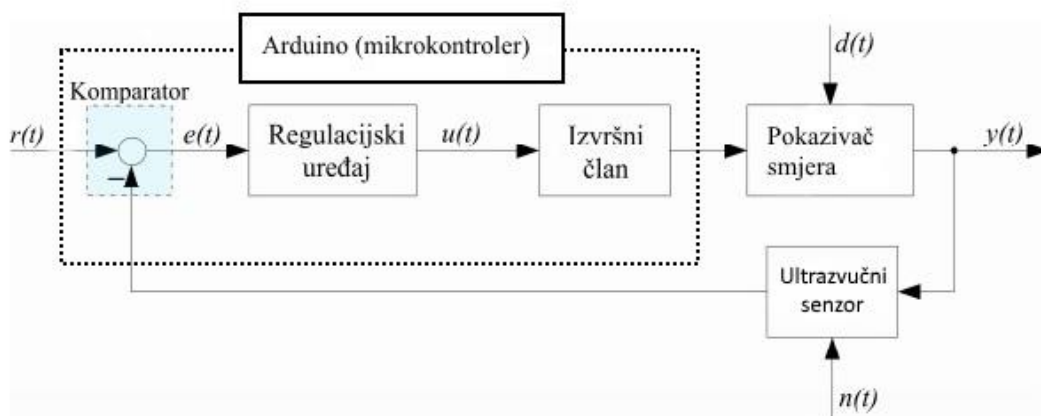 Arduino (mikrokontroler)
d(t)
Komparator
r(t)
e(t)
Regulacijski
uređaj
u(t)
Izvršni
član
Pokazivač
smjera
y(t)
–
Ultrazvučni
senzor
n(t)